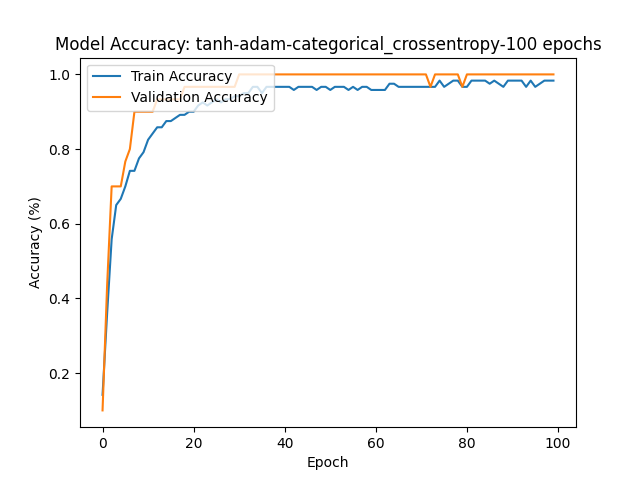 Model Accuracy: tanh-adam-categorical_crossentropy-100 epochs
Train Accuracy
Validation Accuracy
1.0
0.8
0.6
0.4
0.2
Accuracy (%)
0 20 40 60 80 100
Epoch